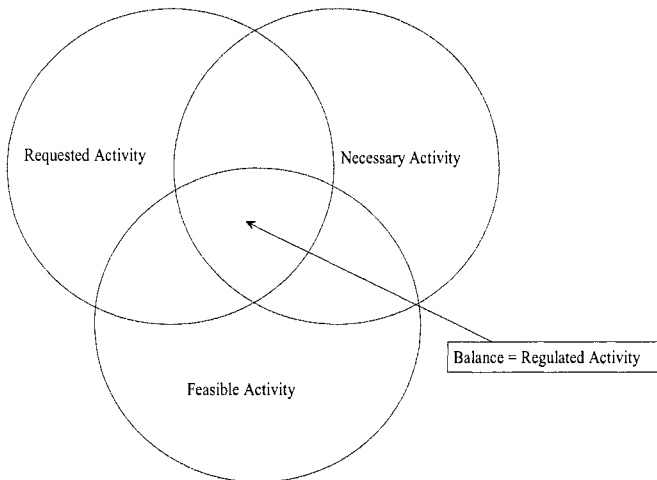 Requested Activity
Necessary Activity
Balance = Regulated Activity
Feasible Activity